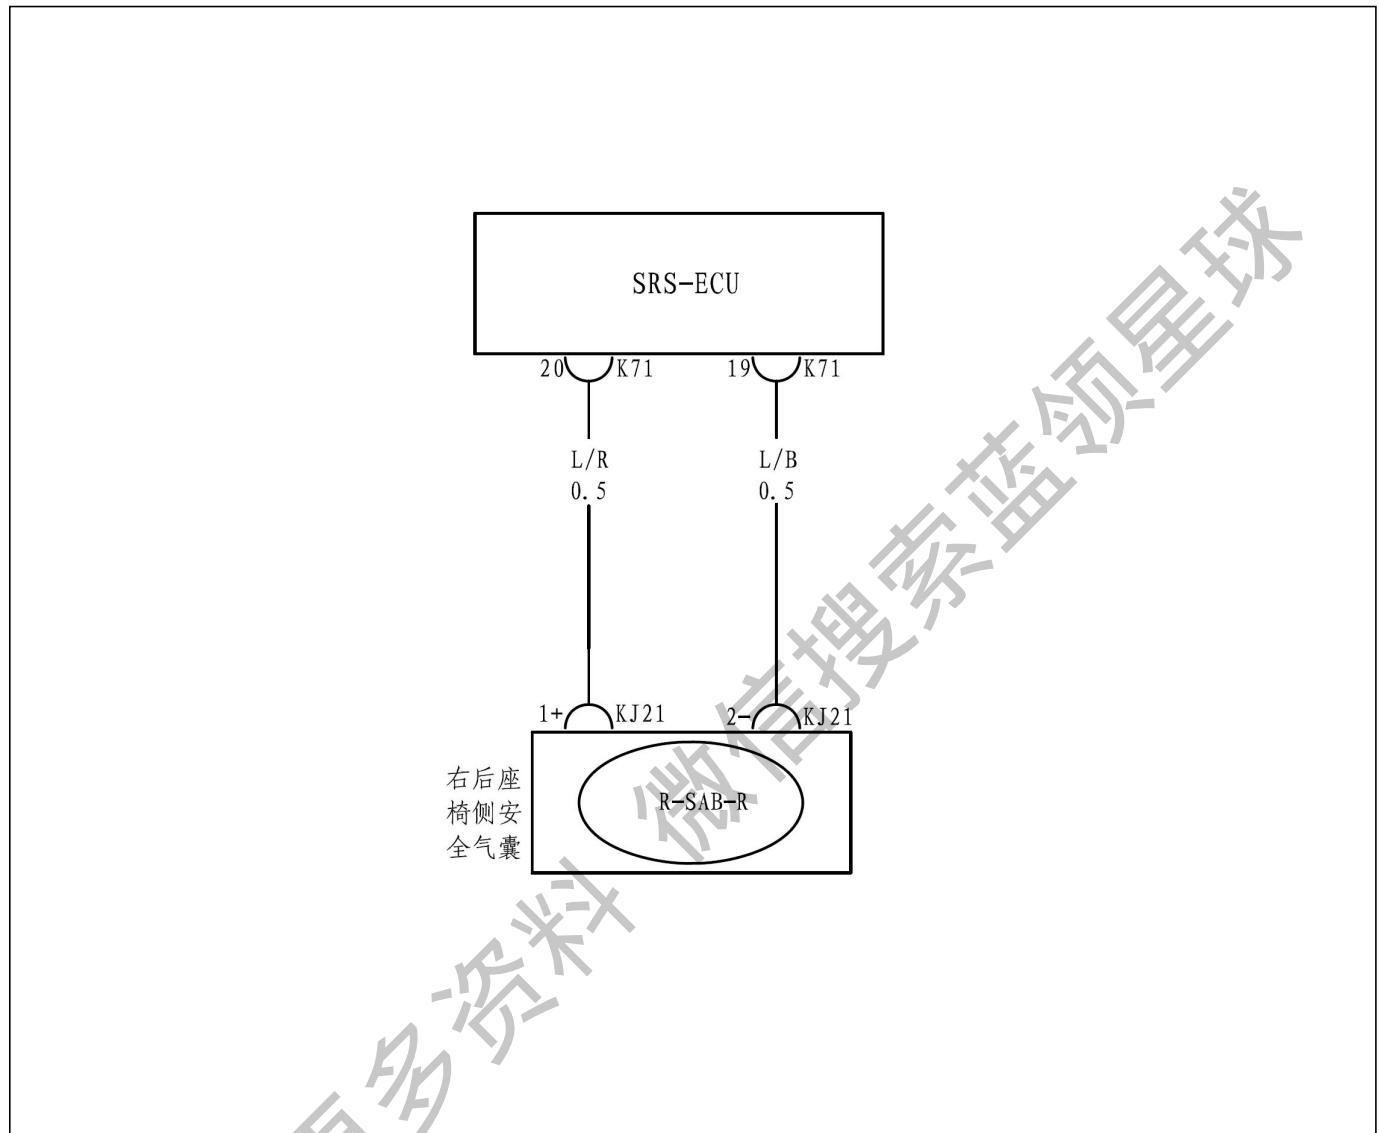 SRS-ECU
20 K71 19 K71
L/R L/B
0.5 0.5
1+ KJ21 2- KJ21
右后座
椅侧安
全气囊
R-SAB-R
多资料 微信搜索蓝领星球